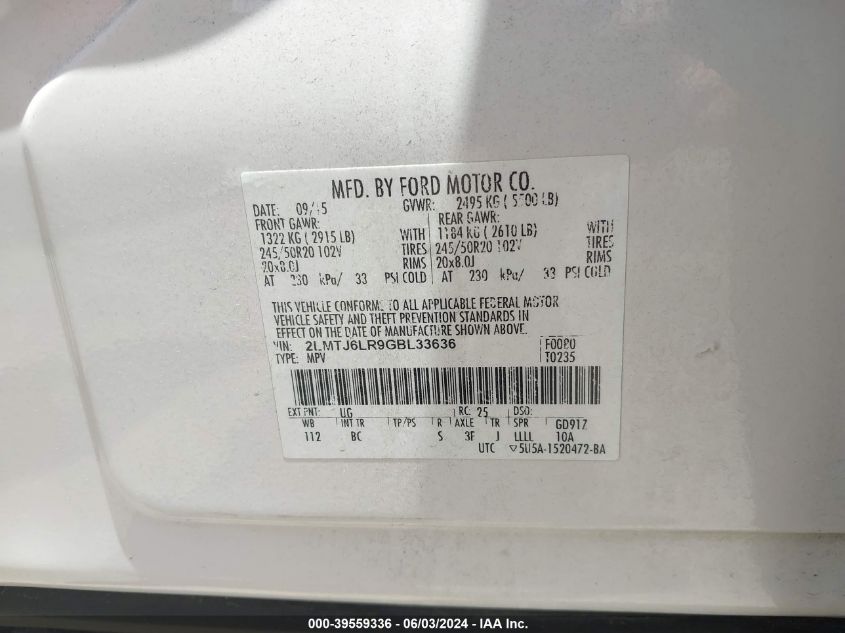 MFD. BY FORD MOTOR CO.
DATE: 09/15 GVWR: 2495 KG ( 5500 LB)
FRONT GAWR: REAR GAWR:
1322 KG ( 2915 LB) WITH 1184 KG ( 2610 LB) WITH
245/50R20 102V TIRES 245/50R20 102V TIRES
20x8.0J RIMS 20x8.0J RIMS
AT 230 kPa/ 33 PSI COLD AT 230 kPa/ 33 PSI COLD
THIS VEHICLE CONFORMS TO ALL APPLICABLE FEDERAL MOTOR
VEHICLE SAFETY AND THEFT PREVENTION STANDARDS IN
EFFECT ON THE DATE OF MANUFACTURE SHOWN ABOVE.
VIN: 2LMTJ6LR9GBL33636 F0080
TYPE: MPV T0235
EXT PNT: UG RC: 25 DSO:
WB INT TR TP/PS R AXLE TR SPR GD917
112 BC S 3F J LLLL 10A
UTC ▽5U5A-1520472-BA
000-39559336 / 06/03/2024 - IAA Inc.